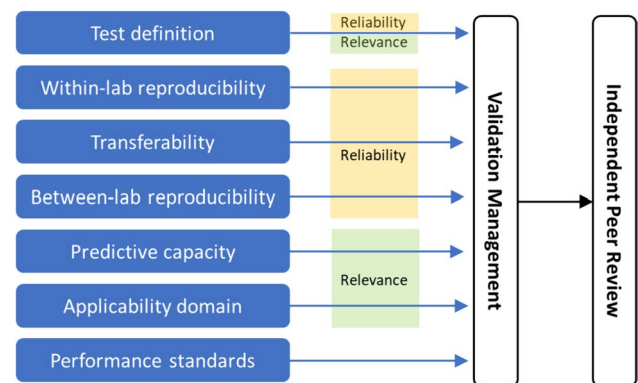 Test definition
Reliability
Relevance
Within-lab reproducibility
Transferability
Reliability
Between-lab reproducibility
Predictive capacity
Relevance
Applicability domain
Performance standards
Validation Management
Independent Peer Review